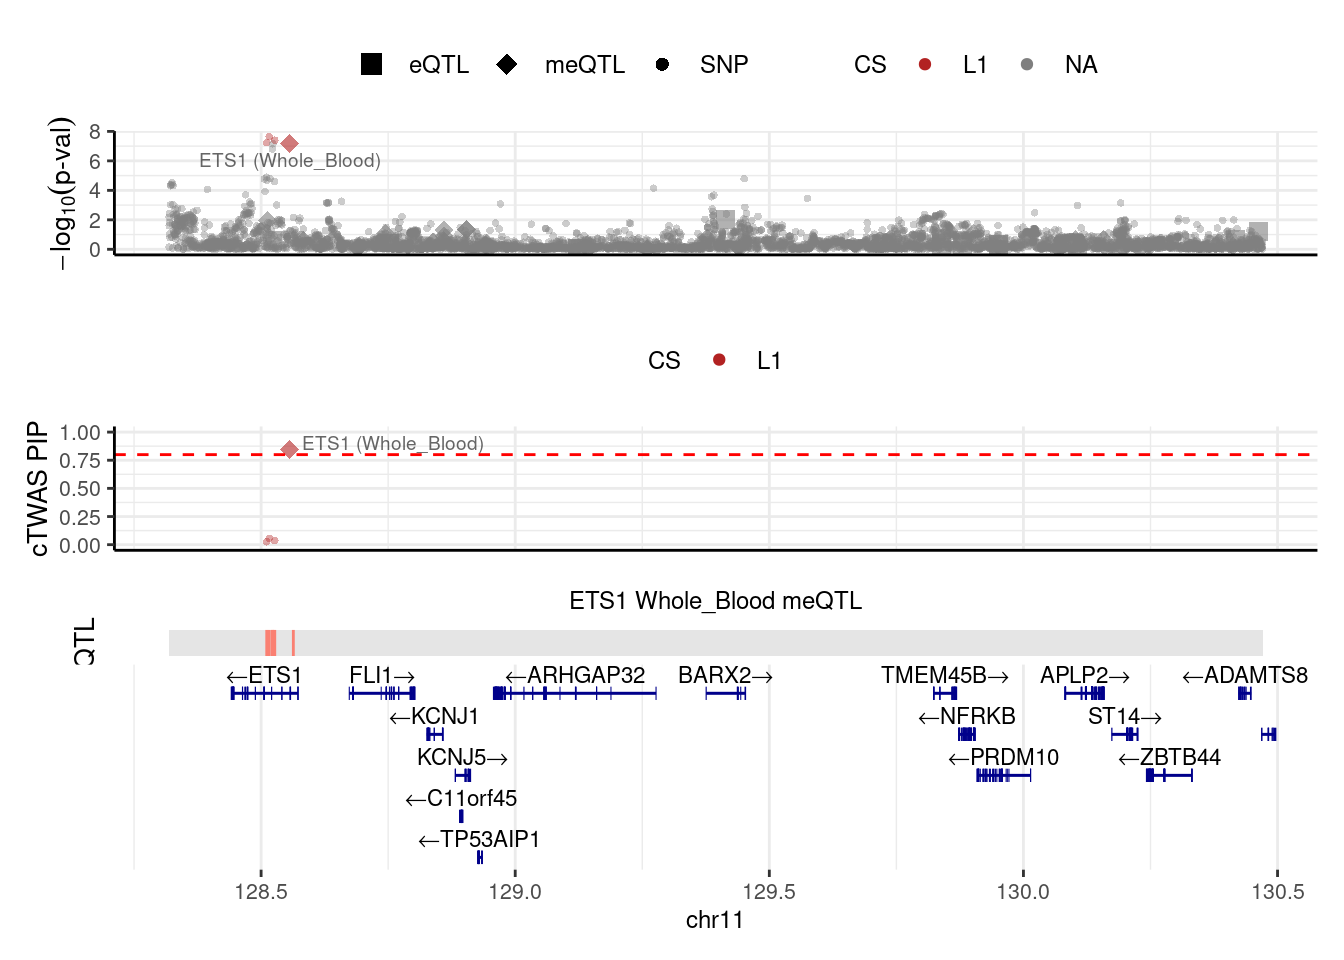 eQTL meQTL SNP CS L1 NA
−log10(p-val)
8
6
4
2
0
ETS1 (Whole_Blood)
CS L1
cTWAS PIP
1.00
0.75
0.50
0.25
0.00
ETS1 (Whole_Blood)
ETS1 Whole_Blood meQTL
QTL
←ETS1 FLI1→ ←ARHGAP32 BARX2→ TMEM45B→ APLP2→ ←ADAMTS8
←KCNJ1 ←NFRKB ST14→
KCNJ5→ ←PRDM10 ←ZBTB44
←C11orf45
←TP53AIP1
128.5 129.0 129.5 130.0 130.5
chr11